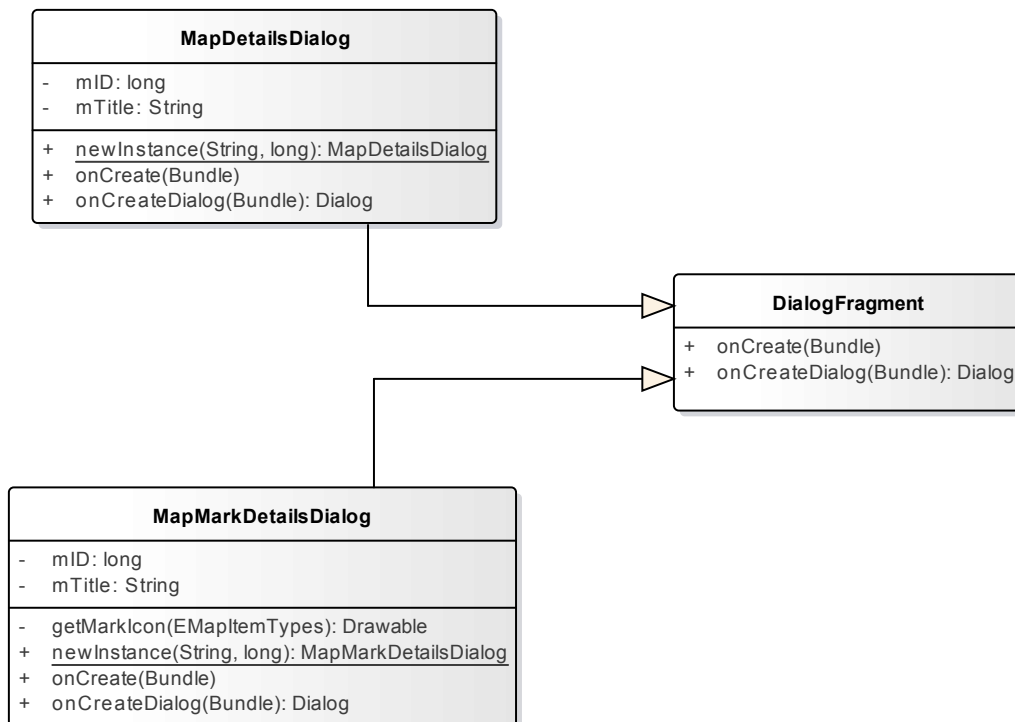 MapDetailsDialog
- mID: long
- mTitle: String
+ newInstance(String, long): MapDetailsDialog
+ onCreate(Bundle)
+ onCreateDialog(Bundle): Dialog
DialogFragment
+ onCreate(Bundle)
+ onCreateDialog(Bundle): Dialog
MapMarkDetailsDialog
- mID: long
- mTitle: String
- getMarkIcon(EMapItemTypes): Drawable
+ newInstance(String, long): MapMarkDetailsDialog
+ onCreate(Bundle)
+ onCreateDialog(Bundle): Dialog